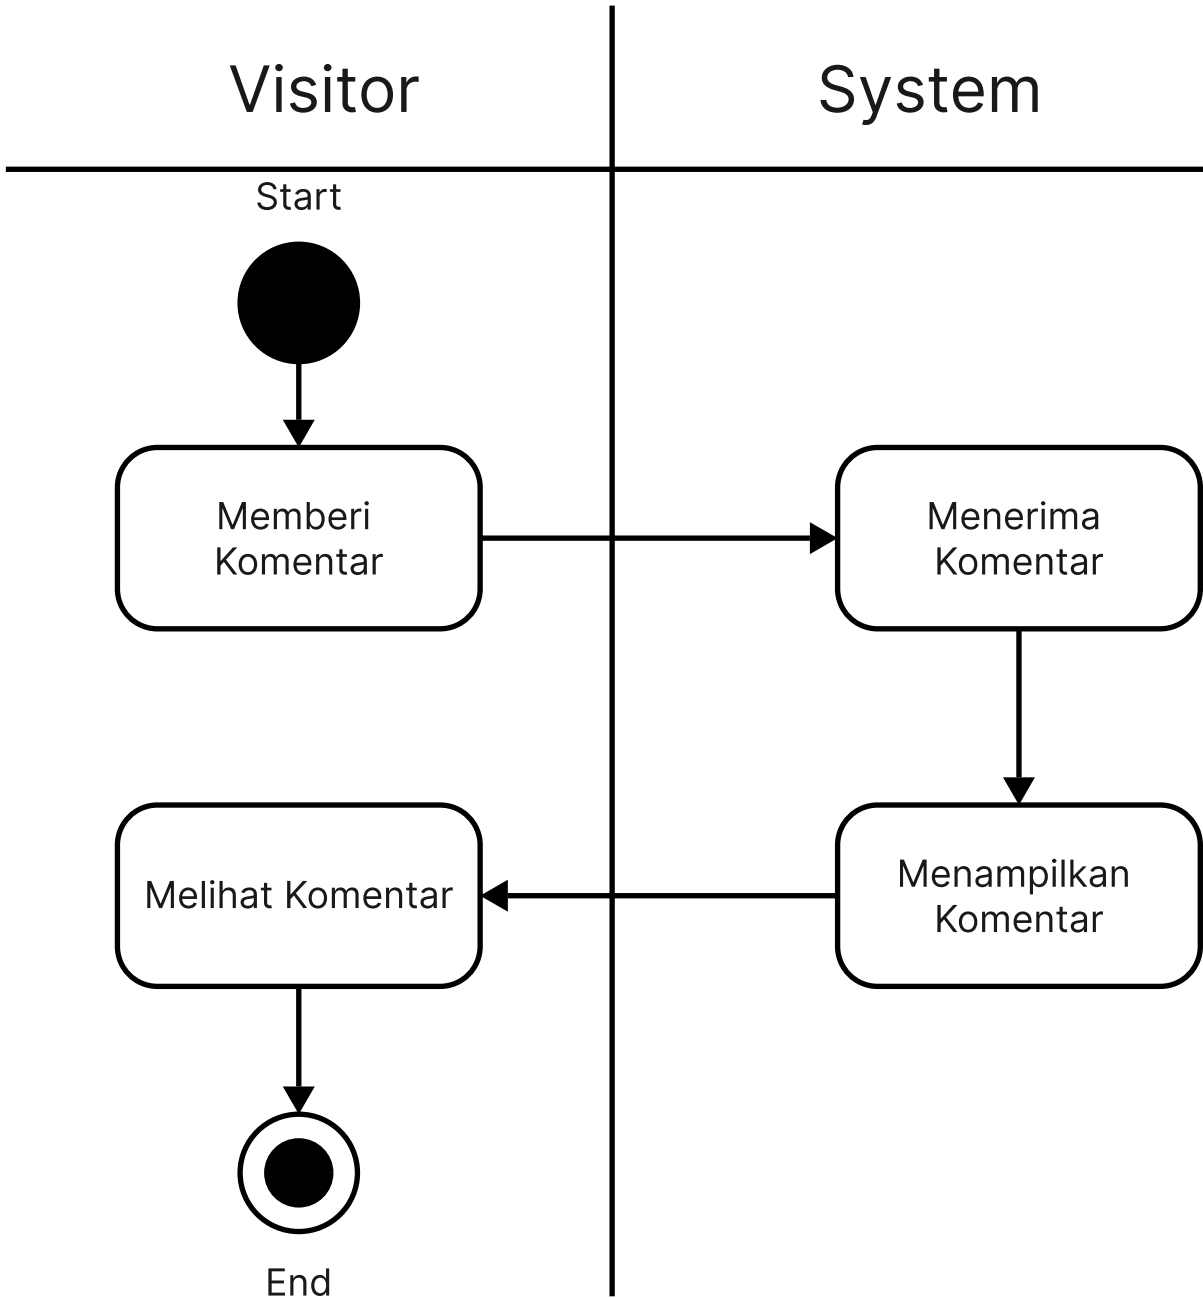 Visitor
System
Start
Memberi
Komentar
Menerima
Komentar
Melihat Komentar
Menampilkan
Komentar
End